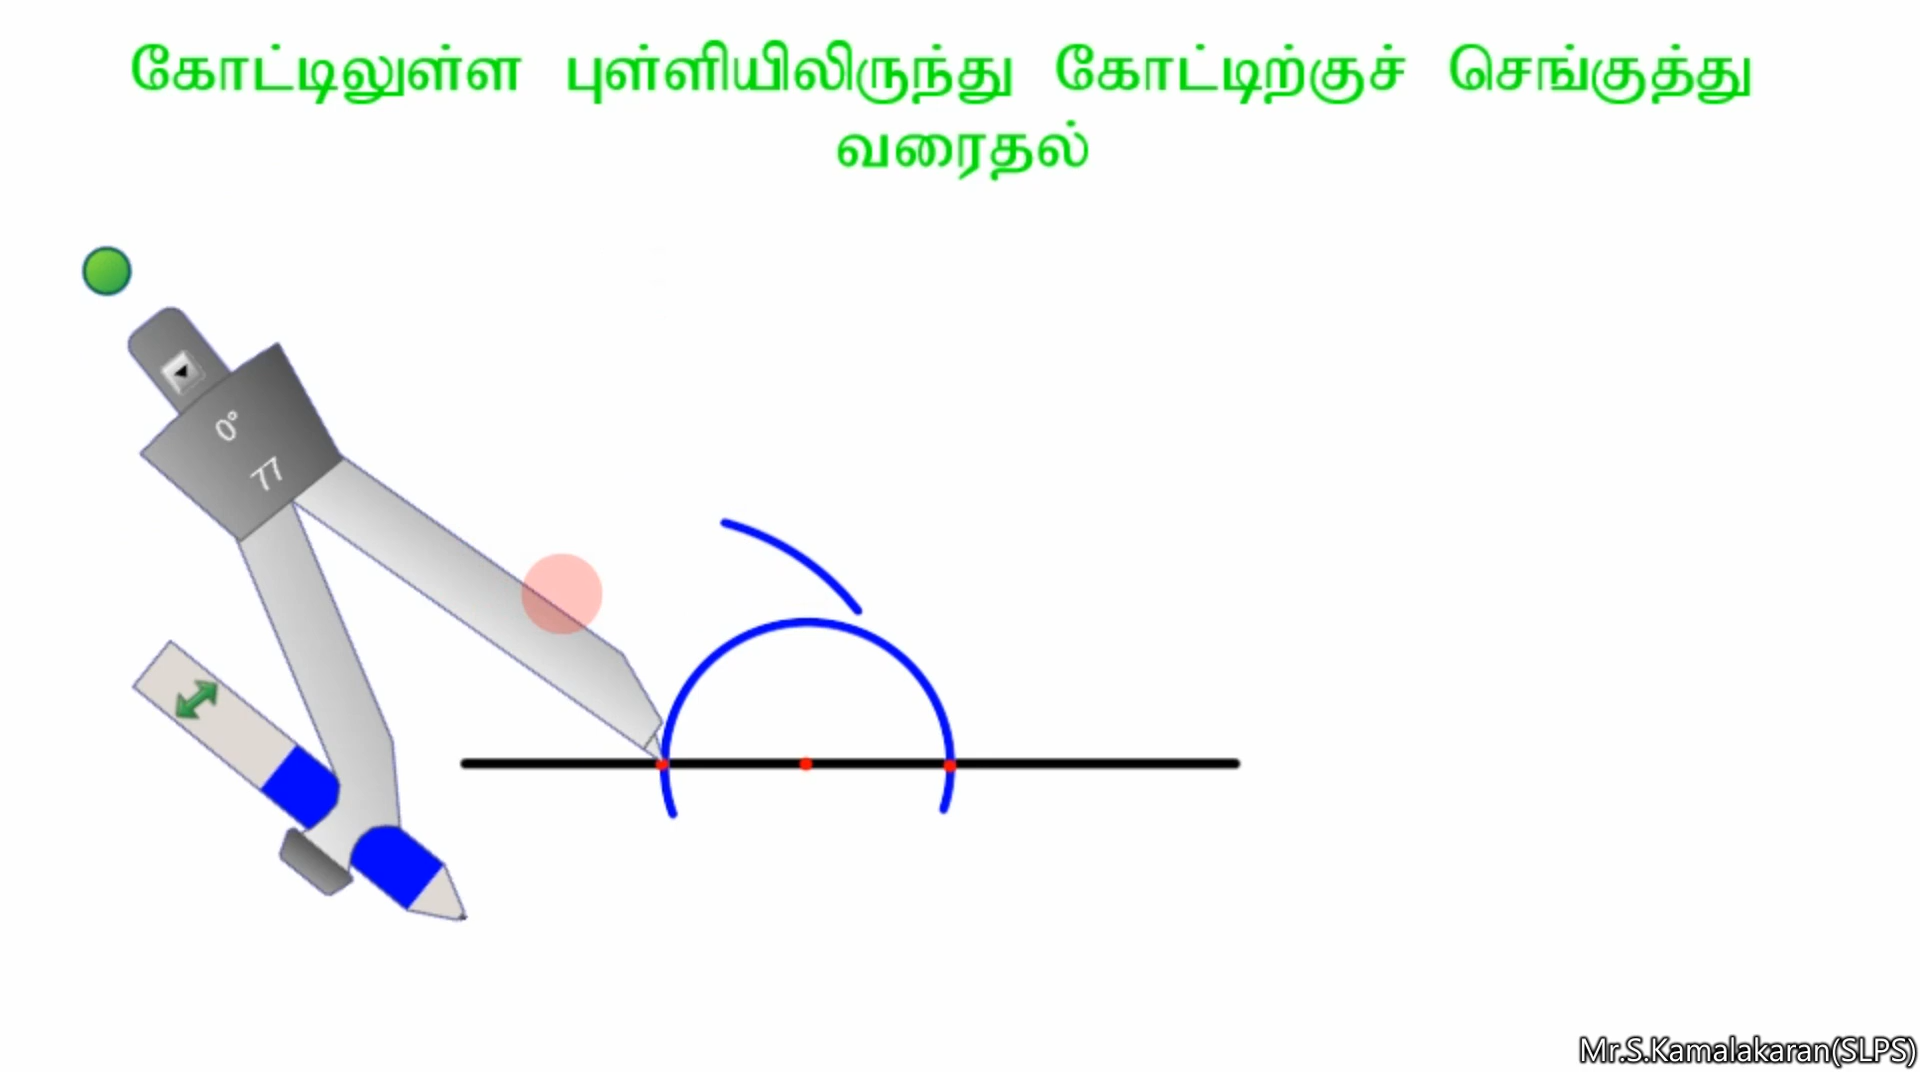 கோட்டிலுள்ள புள்ளியிலிருந்து கோட்டிற்குச் செங்குத்து
வரைதல்
0°
77
Mr.S.Kamalakaran(SLPS)